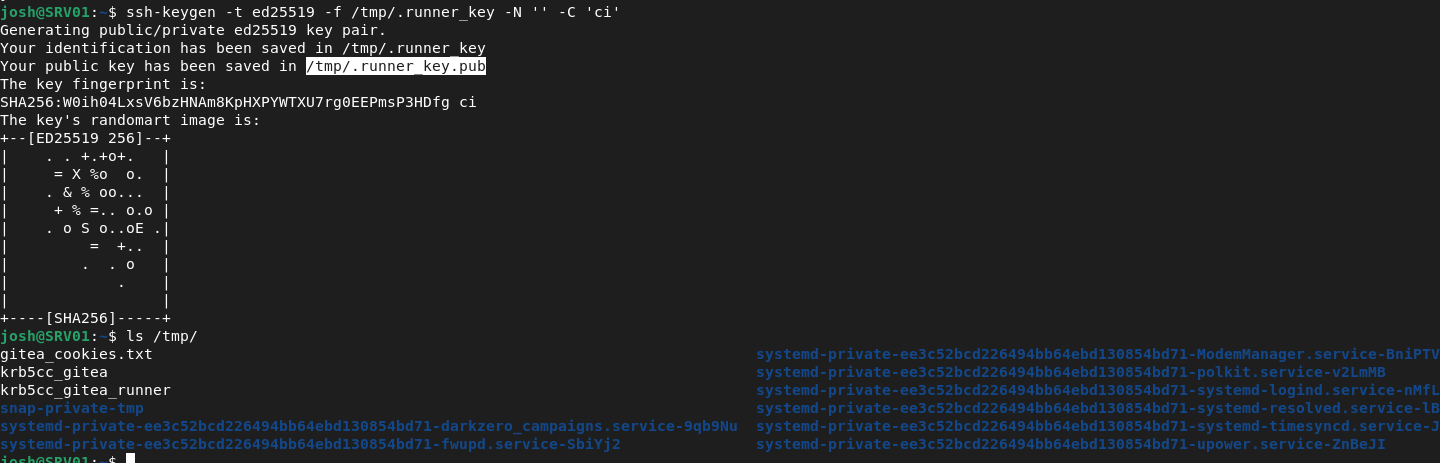 josh@SRV01:~$ ssh-keygen -t ed25519 -f /tmp/.runner_key -N '' -C 'ci'
Generating public/private ed25519 key pair.
Your identification has been saved in /tmp/.runner_key
Your public key has been saved in /tmp/.runner_key.pub
The key fingerprint is:
SHA256:W0ih04LxsV6bzHNAm8KpHXPYWTXU7rg0EEPmsP3HDfg ci
The key's randomart image is:
+--[ED25519 256]--+
|    . . +.+o+.   |
|     = X %o  o.  |
|    . & % oo...  |
|     + % =.. o.o |
|    . o S o..oE .|
|         =  +..  |
|        .  . o   |
|            .    |
|                 |
+----[SHA256]-----+
josh@SRV01:~$ ls /tmp/
gitea_cookies.txt systemd-private-ee3c52bcd226494bb64ebd130854bd71-ModemManager.service-BniPTV
krb5cc_gitea systemd-private-ee3c52bcd226494bb64ebd130854bd71-polkit.service-v2LmMB
krb5cc_gitea_runner systemd-private-ee3c52bcd226494bb64ebd130854bd71-systemd-logind.service-nMfL
snap-private-tmp systemd-private-ee3c52bcd226494bb64ebd130854bd71-systemd-resolved.service-lB
systemd-private-ee3c52bcd226494bb64ebd130854bd71-darkzero_campaigns.service-9qb9Nu systemd-private-ee3c52bcd226494bb64ebd130854bd71-systemd-timesyncd.service-J
systemd-private-ee3c52bcd226494bb64ebd130854bd71-fwupd.service-SbiYj2 systemd-private-ee3c52bcd226494bb64ebd130854bd71-upower.service-ZnBeJI
josh@SRV01:~$